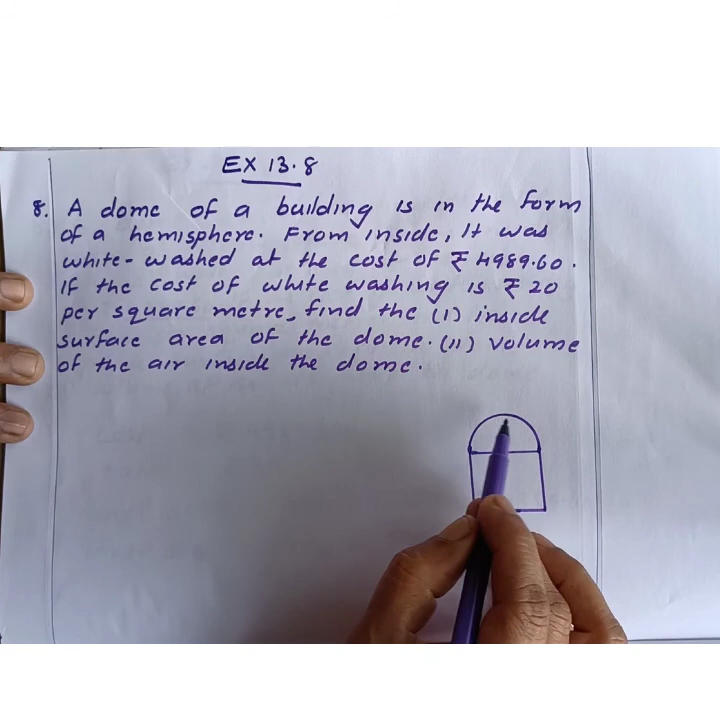 EX 13.8
8. A dome of a building is in the form
of a hemisphere. From inside, it was
white-washed at the cost of ₹ 4989.60.
If the cost of white washing is ₹ 20
per square metre, find the (i) inside
surface area of the dome. (ii) volume
of the air inside the dome.